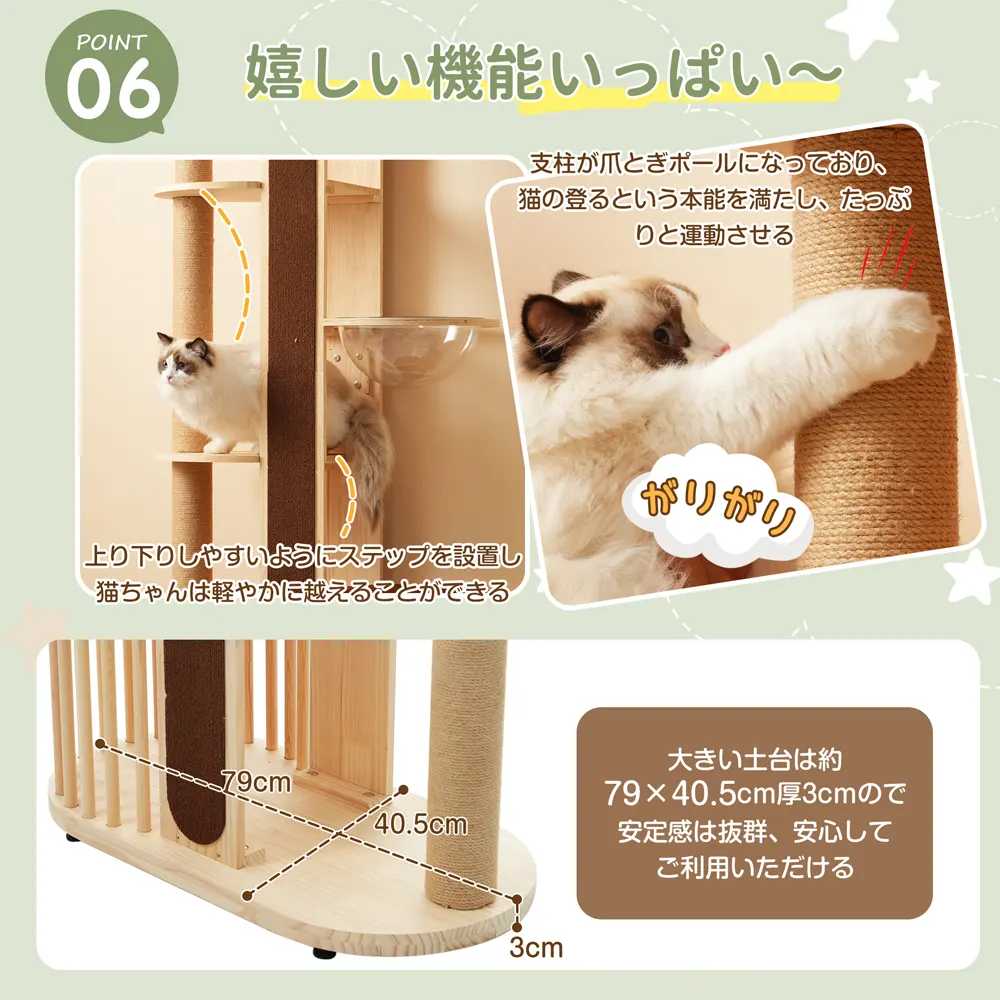 POINT
06
嬉しい機能いっぱい～
支柱が爪とぎポールになっており、
猫の登るという本能を満たし、たっぷ
りと運動させる
がりがり
上り下りしやすいようにステップを設置し
猫ちゃんは軽やかに越えることができる
79cm
40.5cm
3cm
大きい土台は約
79×40.5cm厚3cmので
安定感は抜群、安心して
ご利用いただける